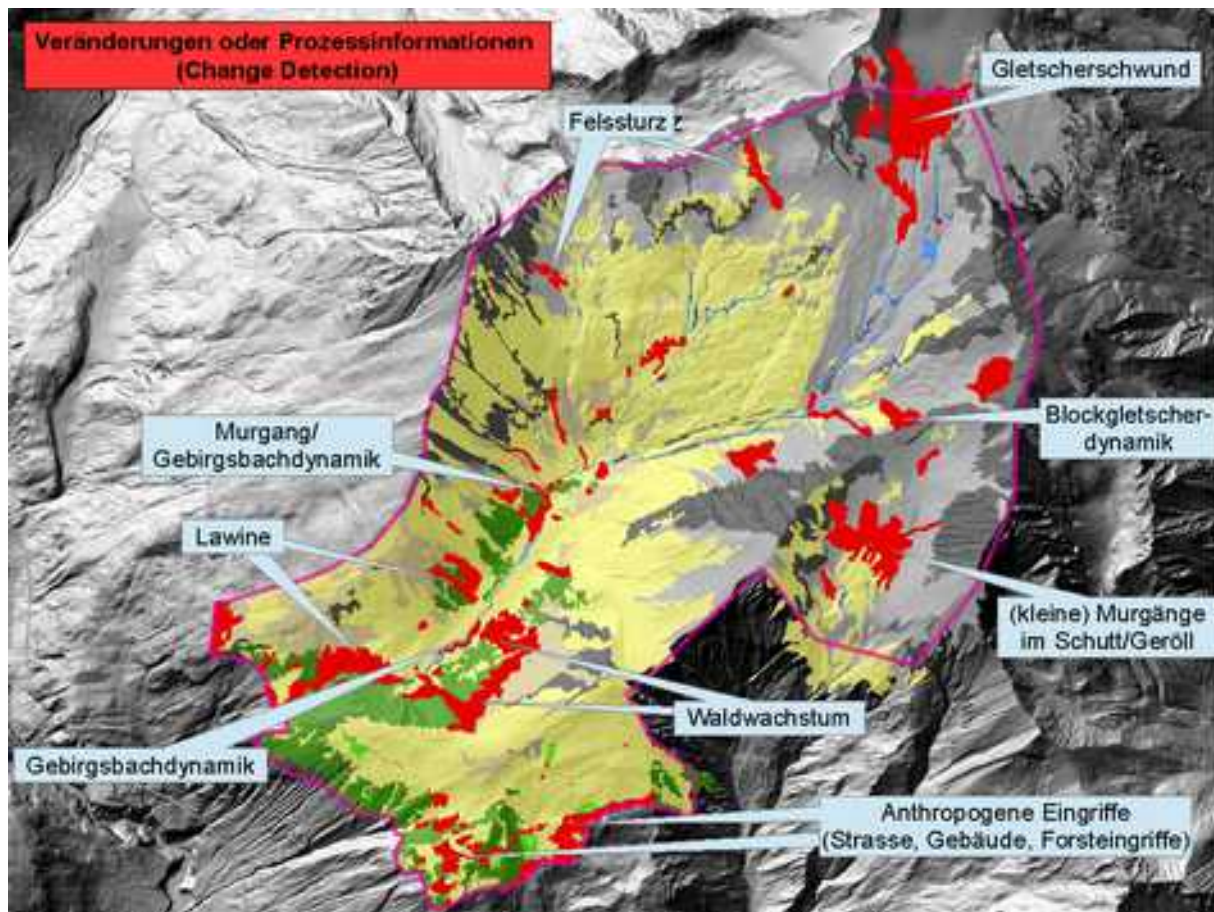 Veränderungen oder Prozessinformationen
(Change Detection)
Gletscherschwund
Felssturz z
Blockgletscher-
dynamik
Murgang/
Gebirgsbachdynamik
Lawine
(kleine) Murgänge
im Schutt/Geröll
Waldwachstum
Gebirgsbachdynamik
Anthropogene Eingriffe
(Strasse, Gebäude, Forsteingriffe)